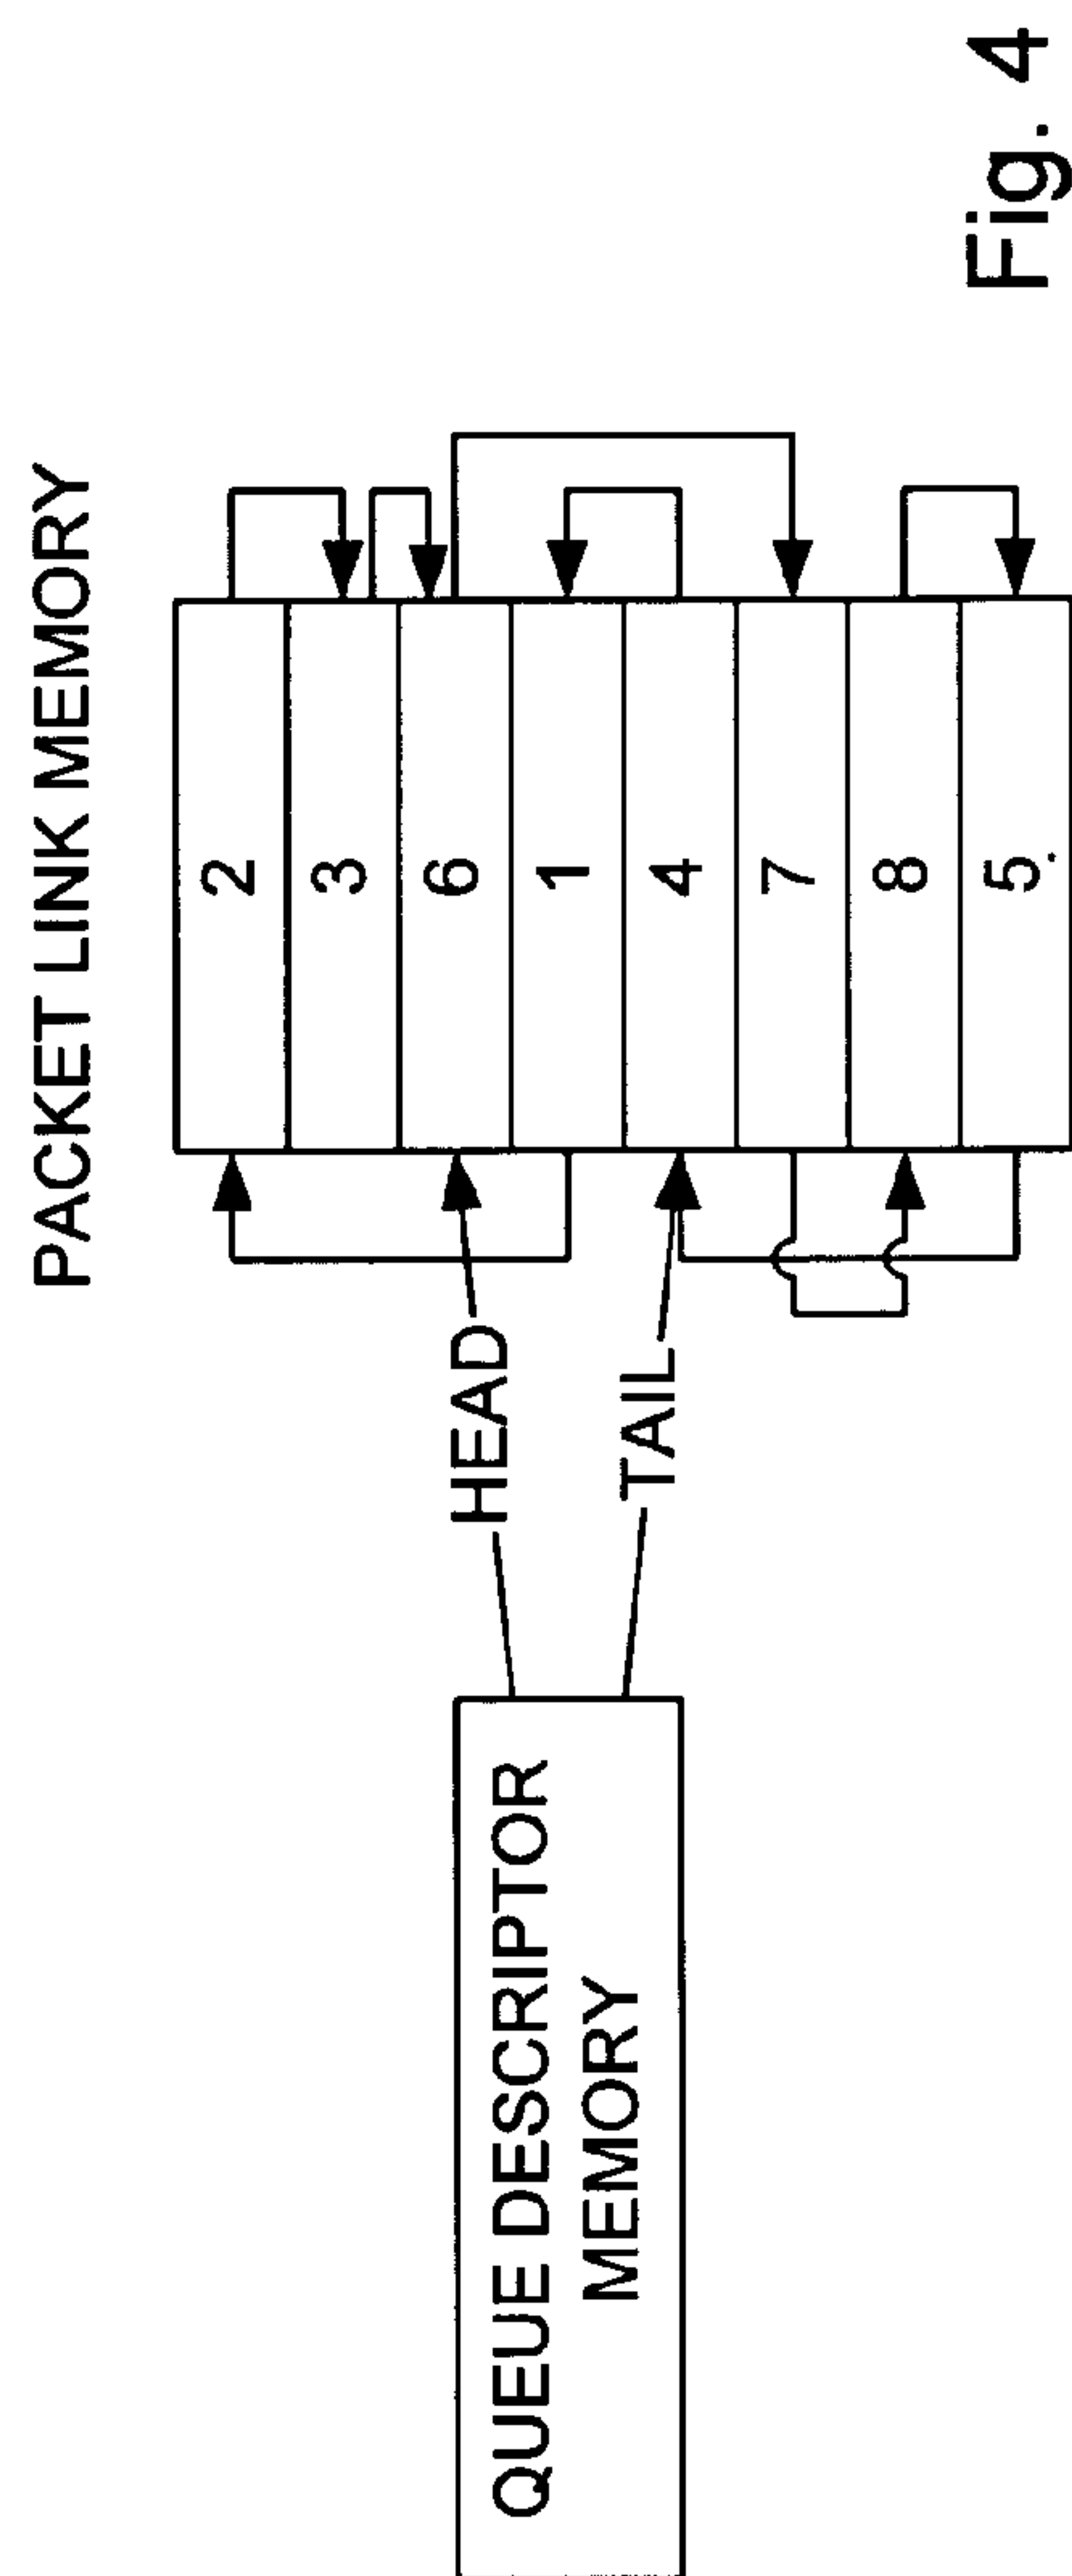 PACKET LINK MEMORY
2
3
6
1
4
7
8
5
HEAD
TAIL
QUEUE DESCRIPTOR
MEMORY
Fig. 4